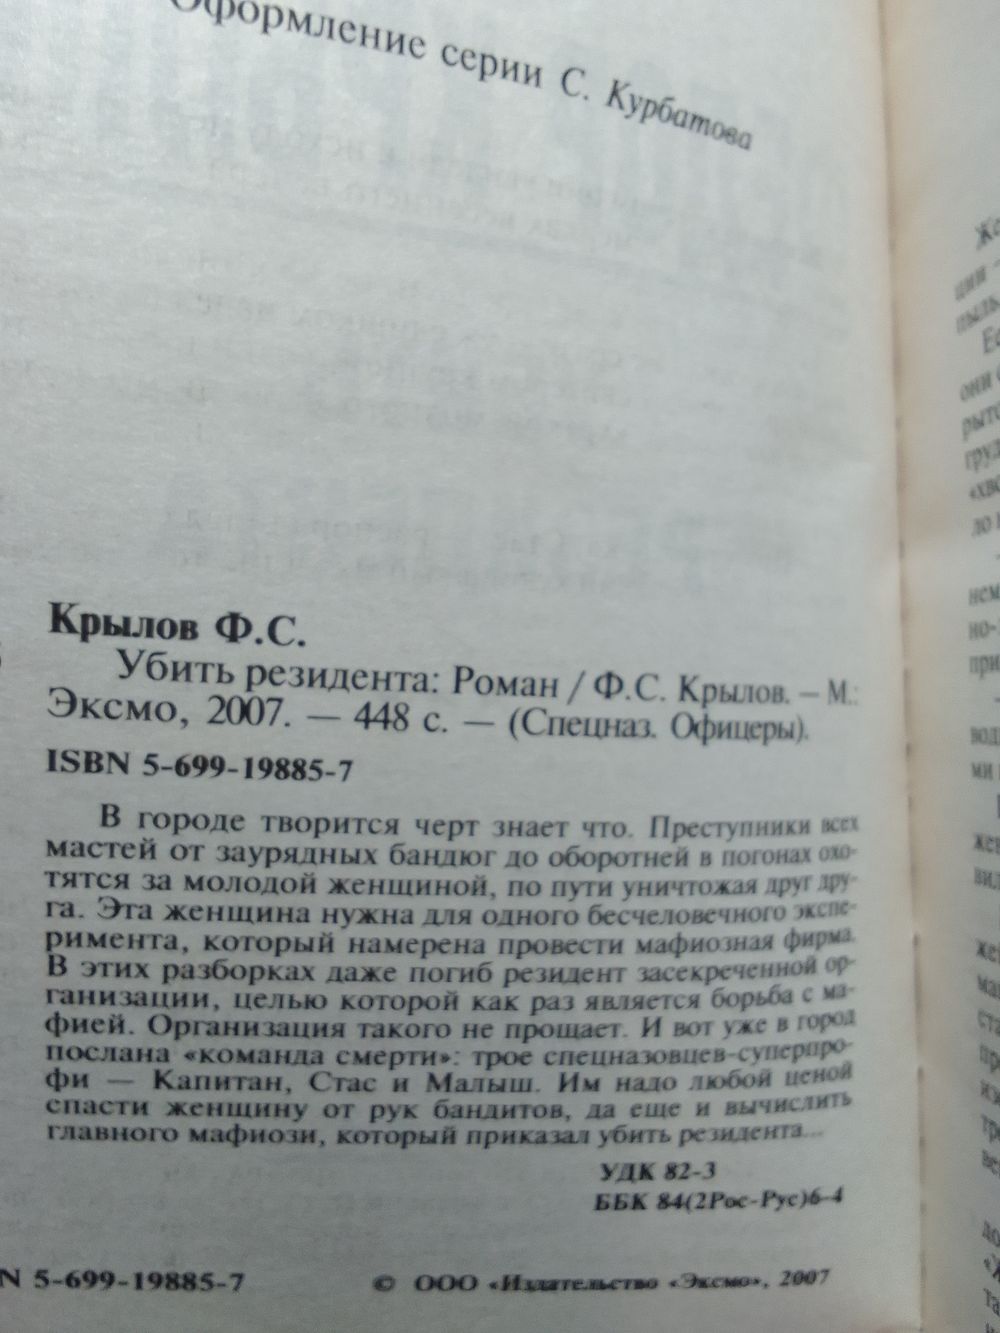 Оформление серии С. Курбатова
Крылов Ф.С.
Убить резидента: Роман / Ф.С. Крылов. — М.:
Эксмо, 2007. — 448 с. — (Спецназ. Офицеры).
ISBN 5-699-19885-7
В городе творится черт знает что. Преступники всех
мастей от заурядных бандюг до оборотней в погонах охо-
тятся за молодой женщиной, по пути уничтожая друг дру-
га. Эта женщина нужна для одного бесчеловечного экспе-
римента, который намерена провести мафиозная фирма.
В этих разборках даже погиб резидент засекреченной ор-
ганизации, целью которой как раз является борьба с ма-
фией. Организация такого не прощает. И вот уже в город
послана «команда смерти»: трое спецназовцев-суперпро-
фи — Капитан, Стас и Малыш. Им надо любой ценой
спасти женщину от рук бандитов, да еще и вычислить
главного мафиози, который приказал убить резидента...
УДК 82-3
ББК 84(2Рос-Рус)6-4
N 5-699-19885-7 © ООО «Издательство «Эксмо», 2007